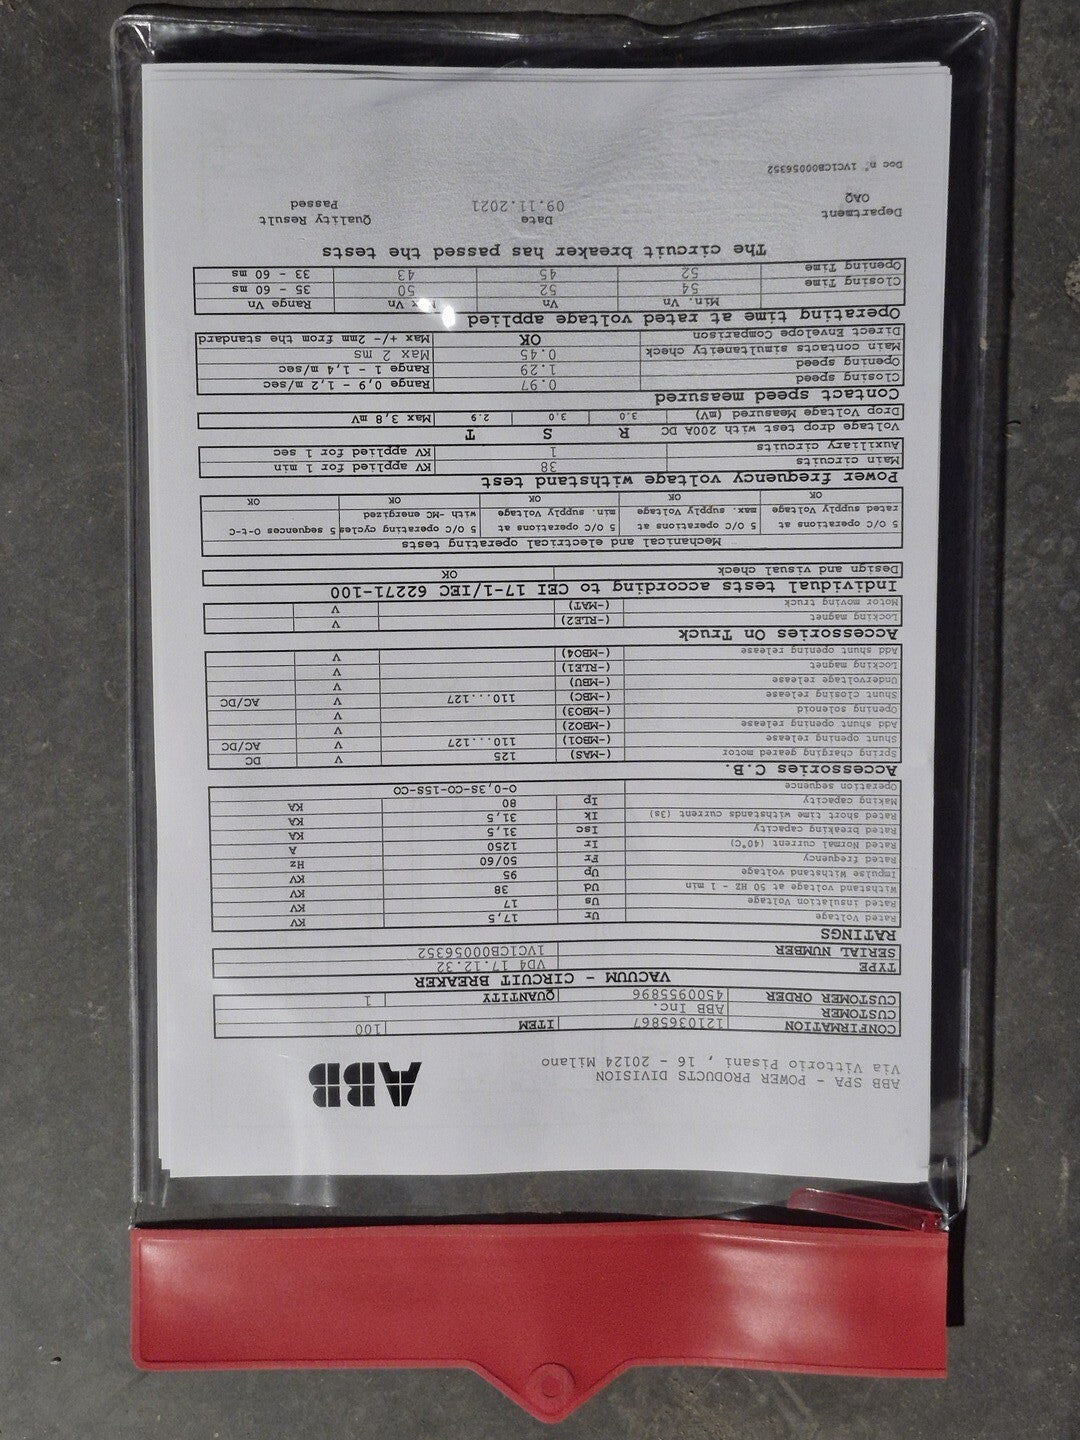 ABB SPA - POWER PRODUCTS DIVISION
Via Vittorio Pisani, 16 - 20124 Milano
ABB
CONFIRMATION 1210365867 ITEM 100
CUSTOMER ABB Inc.
CUSTOMER ORDER 4500955896 QUANTITY 1
VACUUM - CIRCUIT BREAKER
TYPE VD4 17.12.32
SERIAL NUMBER 1VC1CB00056352
RATINGS
Rated Voltage Ur 17,5 KV
Rated insulation Voltage Us 17 KV
Withstand voltage at 50 HZ - 1 min Ud 38 KV
Impulse Withstand voltage Up 95 KV
Rated frequency Fr 50/60 Hz
Rated Normal current (40°C) Ir 1250 A
Rated breaking capacity Isc 31,5 KA
Rated short time withstands current (3s) Ik 31,5 KA
Making capacity Ip 80 KA
Operation sequence O-0,3S-CO-15S-CO
Accessories C.B.
Spring charging geared motor (-MAS) 125 V DC
Shunt opening release (-MBO1) 110...127 V AC/DC
Add shunt opening release (-MBO2) V
Opening solenoid (-MBO3) V
Shunt closing release (-MBC) 110...127 V AC/DC
Undervoltage release (-MBU) V
Locking magnet (-RLE1) V
Add shunt opening release (-MBO4) V
Accessories On Truck
Locking magnet (-RLE2) V
Motor moving truck (-MAT) V
Individual tests according to CEI 17-1/IEC 62271-100
Design and visual check OK
Mechanical and electrical operating tests
5 O/C operations at 5 O/C operations at 5 O/C operations at 5 O/C operating cycles 5 sequences O-t-C
rated supply voltage max. supply voltage min. supply voltage with -MC energized
OK OK OK OK OK
Power frequency voltage withstand test
Main circuits 38 KV applied for 1 min
Auxiliary circuits 1 KV applied for 1 sec
Voltage drop test with 200A DC R S T
Drop Voltage Measured (mV) 3.0 3.0 2.9 Max 3,8 mV
Contact speed measured
Closing speed 0.97 Range 0,9 - 1,2 m/sec
Opening speed 1.29 Range 1 - 1,4 m/sec
Main contacts simultaneity check 0.45 Max 2 ms
Direct Envelope Comparison OK Max +/- 2mm from the standard
Operating time at rated voltage applied
Min. Vn Vn Max Vn Range Vn
Closing Time 54 52 50 35 - 60 ms
Opening Time 52 45 43 33 - 60 ms
The circuit breaker has passed the tests
Department Date Quality Result
OAQ 09.11.2021 Passed
Doc n° 1VC1CB00056352